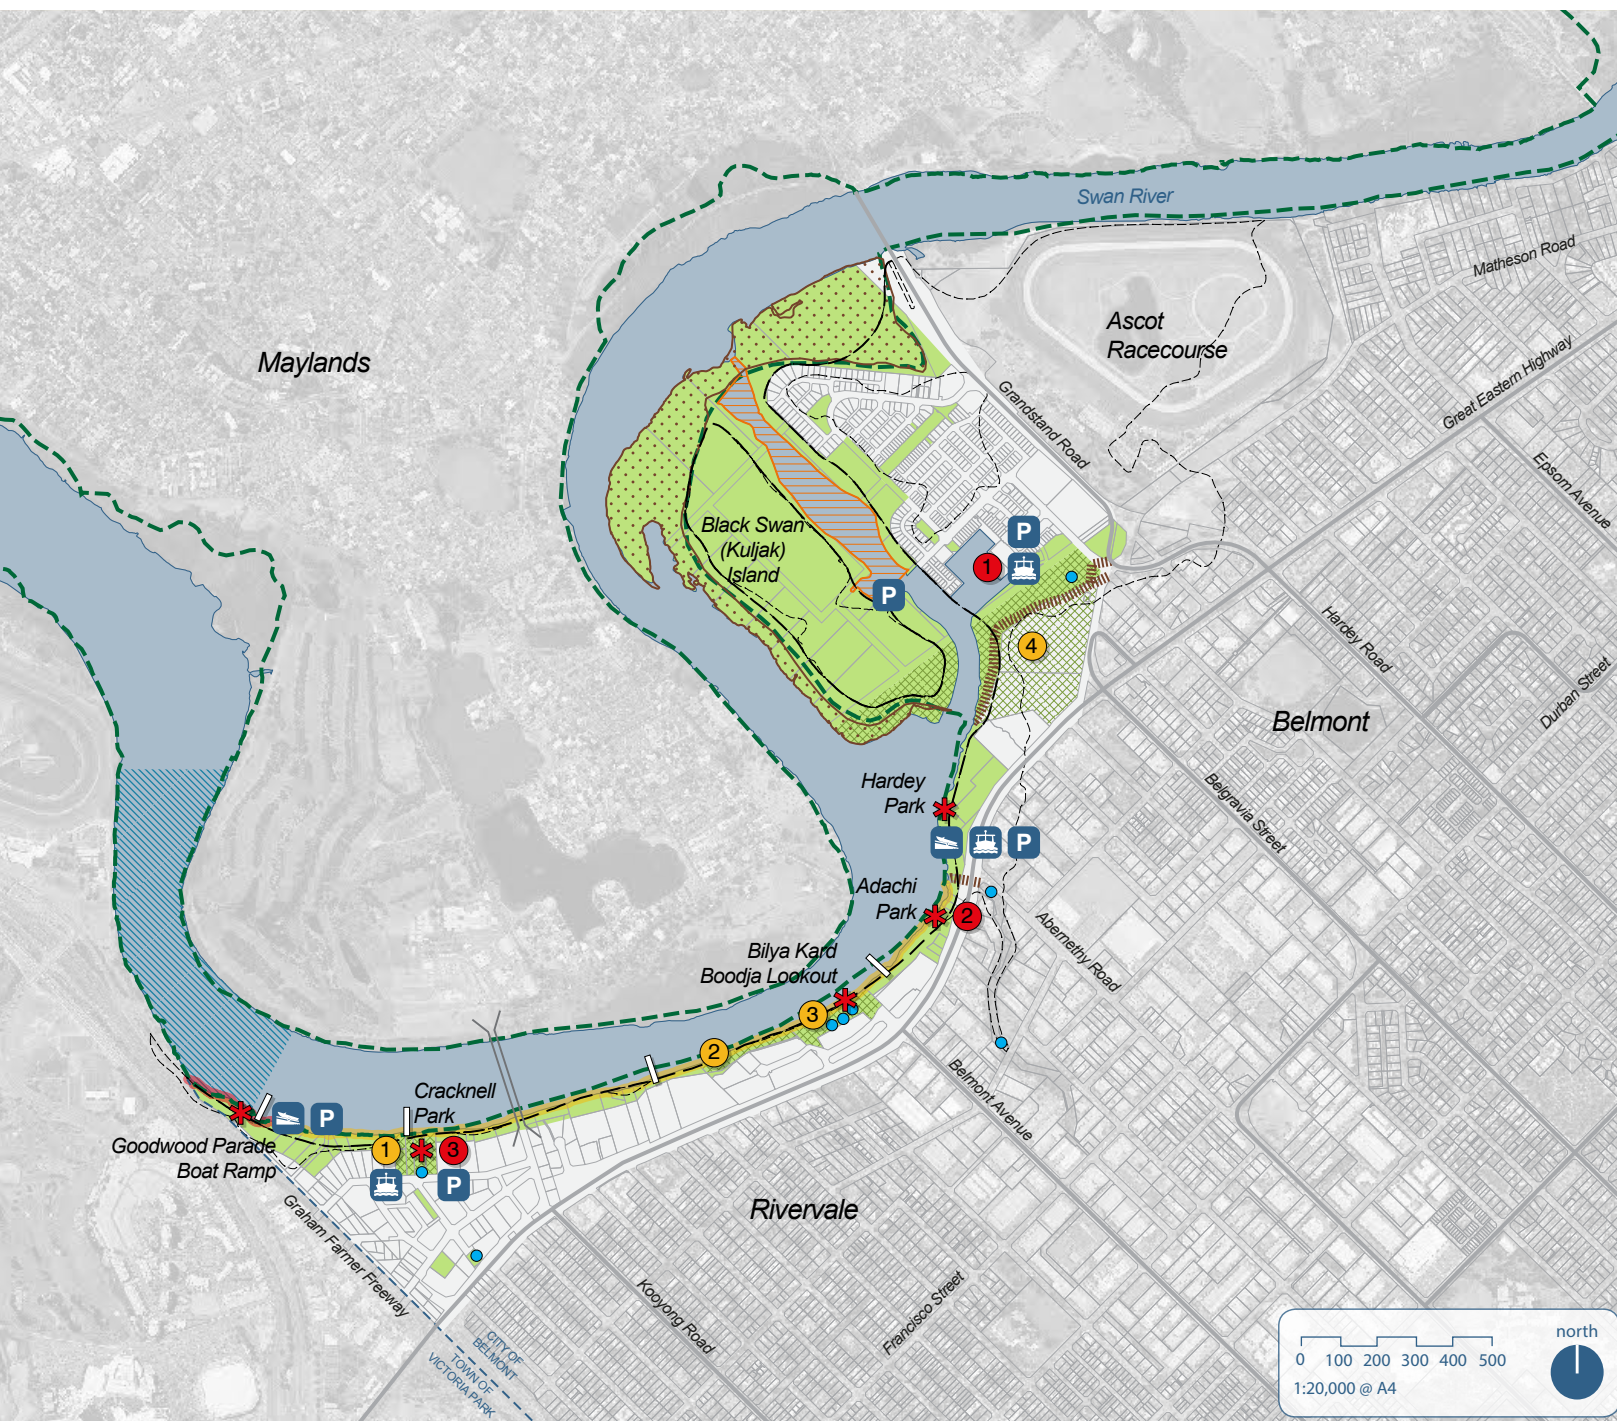 Swan River
Matheson Road
Ascot
Racecourse
Maylands
Great Eastern Highway
Grandstand Road
Epsom Avenue
Black Swan
(Kuljak)
Island
P
1
P
4
Hardey Road
Durban Street
Belmont
Hardey
Park
Belgravia Street
P
Adachi
Park
2
Abernethy Road
Bilya Kard
Boodja Lookout
3
2
Belmont Avenue
Cracknell
Park
P
Goodwood Parade
Boat Ramp
1
3
P
Graham Farmer Freeway
Rivervale
Kooyong Road
Francisco Street
CITY OF
BELMONT
TOWN OF
VICTORIA PARK
north
0 100 200 300 400 500
1:20,000 @ A4